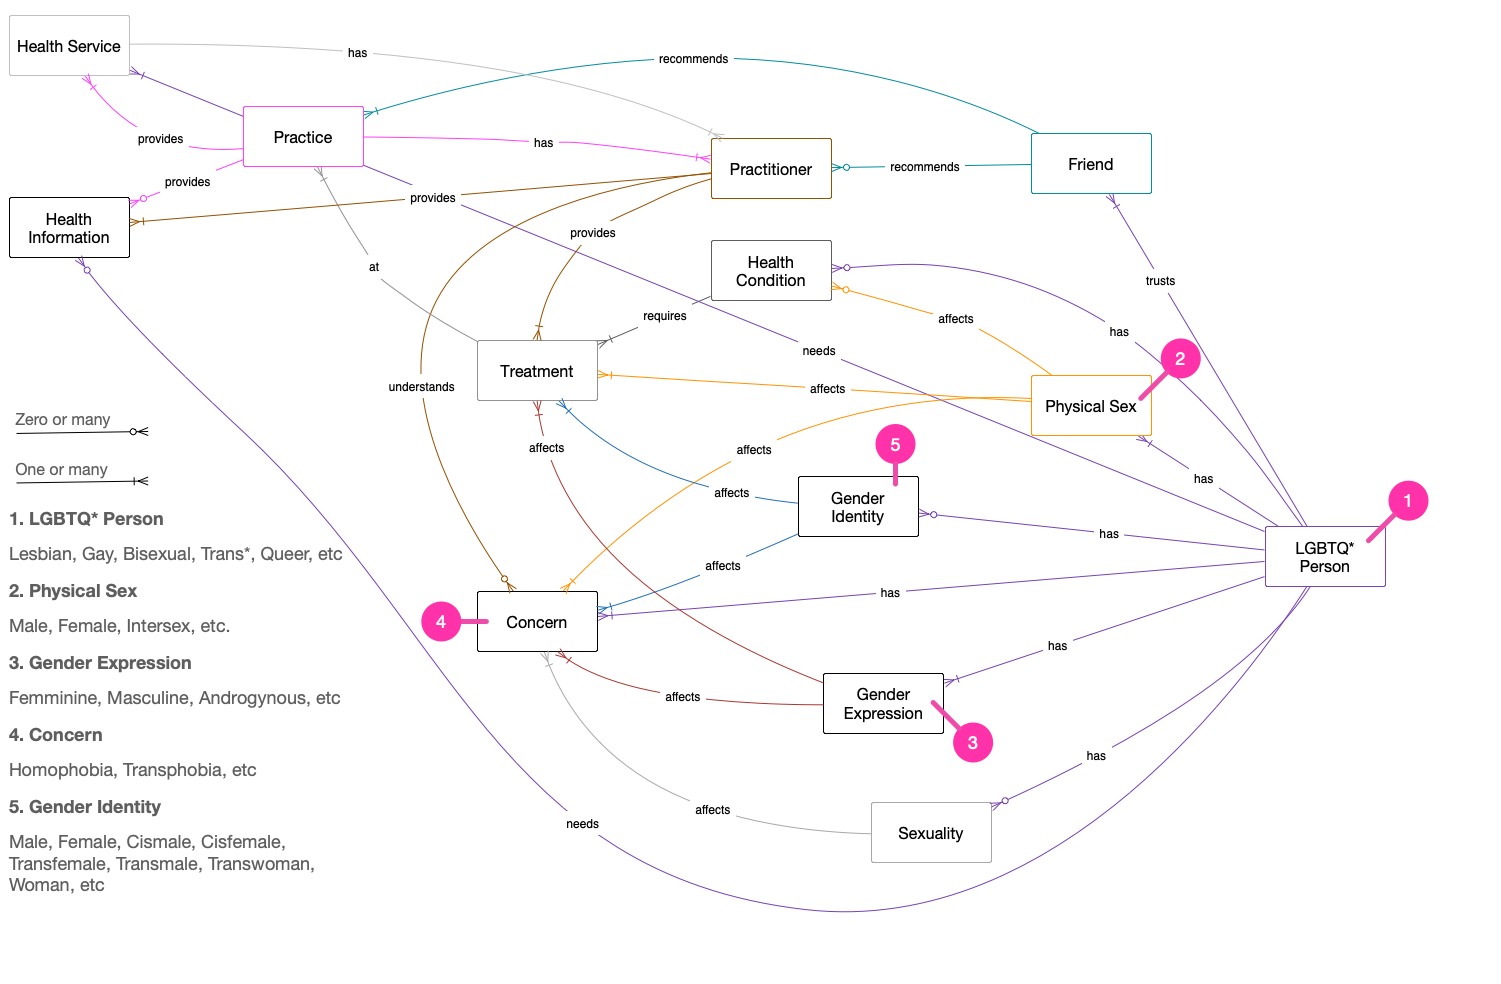 Health Service
has
recommends
Practice
provides
has
Practitioner
recommends
Friend
provides
provides
Health
Information
provides
at
Health
Condition
trusts
requires
affects
has
needs
2
Treatment
understands
affects
Physical Sex
Zero or many
affects
affects
5
One or many
has
affects
Gender
Identity
1
1. LGBTQ* Person
has
LGBTQ*
Person
Lesbian, Gay, Bisexual, Trans*, Queer, etc
affects
2. Physical Sex
has
4
Concern
Male, Female, Intersex, etc.
has
3. Gender Expression
Femminine, Masculine, Androgynous, etc
affects
Gender
Expression
3
4. Concern
has
Homophobia, Transphobia, etc
5. Gender Identity
affects
needs
Sexuality
Male, Female, Cismale, Cisfemale,
Transfemale, Transmale, Transwoman,
Woman, etc